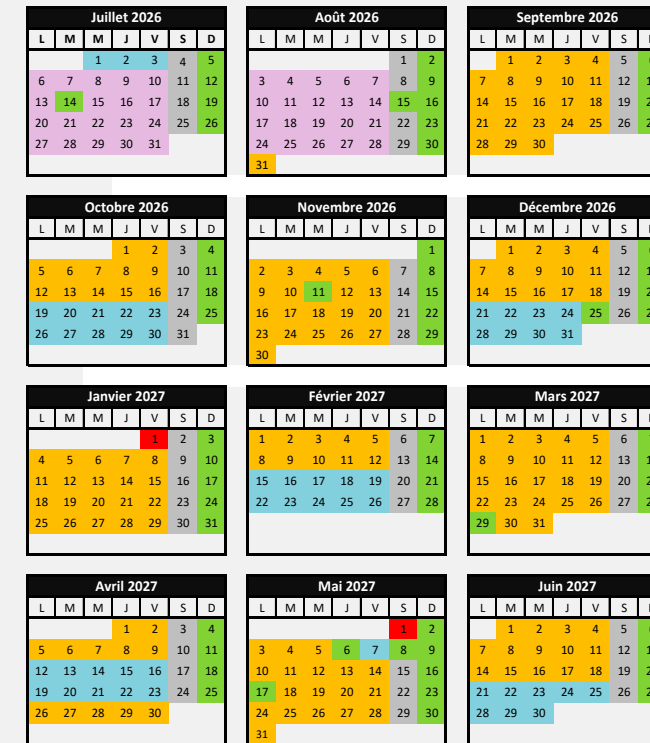 Juillet 2026
L M M J V S D
1 2 3 4 5
6 7 8 9 10 11 12
13 14 15 16 17 18 19
20 21 22 23 24 25 26
27 28 29 30 31
Août 2026
L M M J V S D
1 2
3 4 5 6 7 8 9
10 11 12 13 14 15 16
17 18 19 20 21 22 23
24 25 26 27 28 29 30
31
Septembre 2026
L M M J V S
1 2 3 4 5
7 8 9 10 11 12
14 15 16 17 18 19
21 22 23 24 25 26
28 29 30
Octobre 2026
L M M J V S D
1 2 3 4
5 6 7 8 9 10 11
12 13 14 15 16 17 18
19 20 21 22 23 24 25
26 27 28 29 30 31
Novembre 2026
L M M J V S D
1
2 3 4 5 6 7 8
9 10 11 12 13 14 15
16 17 18 19 20 21 22
23 24 25 26 27 28 29
30
Décembre 2026
L M M J V S
1 2 3 4 5
7 8 9 10 11 12
14 15 16 17 18 19
21 22 23 24 25 26
28 29 30 31
Janvier 2027
L M M J V S D
1 2 3
4 5 6 7 8 9 10
11 12 13 14 15 16 17
18 19 20 21 22 23 24
25 26 27 28 29 30 31
Février 2027
L M M J V S D
1 2 3 4 5 6 7
8 9 10 11 12 13 14
15 16 17 18 19 20 21
22 23 24 25 26 27 28
Mars 2027
L M M J V S
1 2 3 4 5 6
8 9 10 11 12 13
15 16 17 18 19 20
22 23 24 25 26 27
29 30 31
Avril 2027
L M M J V S D
1 2 3 4
5 6 7 8 9 10 11
12 13 14 15 16 17 18
19 20 21 22 23 24 25
26 27 28 29 30
Mai 2027
L M M J V S D
1 2
3 4 5 6 7 8 9
10 11 12 13 14 15 16
17 18 19 20 21 22 23
24 25 26 27 28 29 30
31
Juin 2027
L M M J V S
1 2 3 4 5
7 8 9 10 11 12
14 15 16 17 18 19
21 22 23 24 25 26
28 29 30